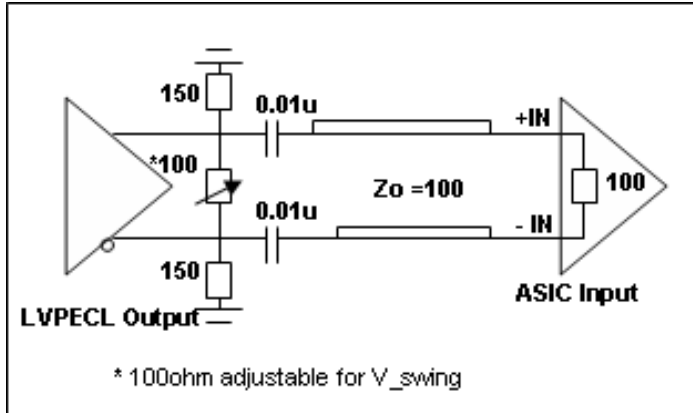 150
0.01u
+IN
*100
100
Zo =100
0.01u
- IN
150
ASIC Input
LVPECL Output
* 100ohm adjustable for V_swing